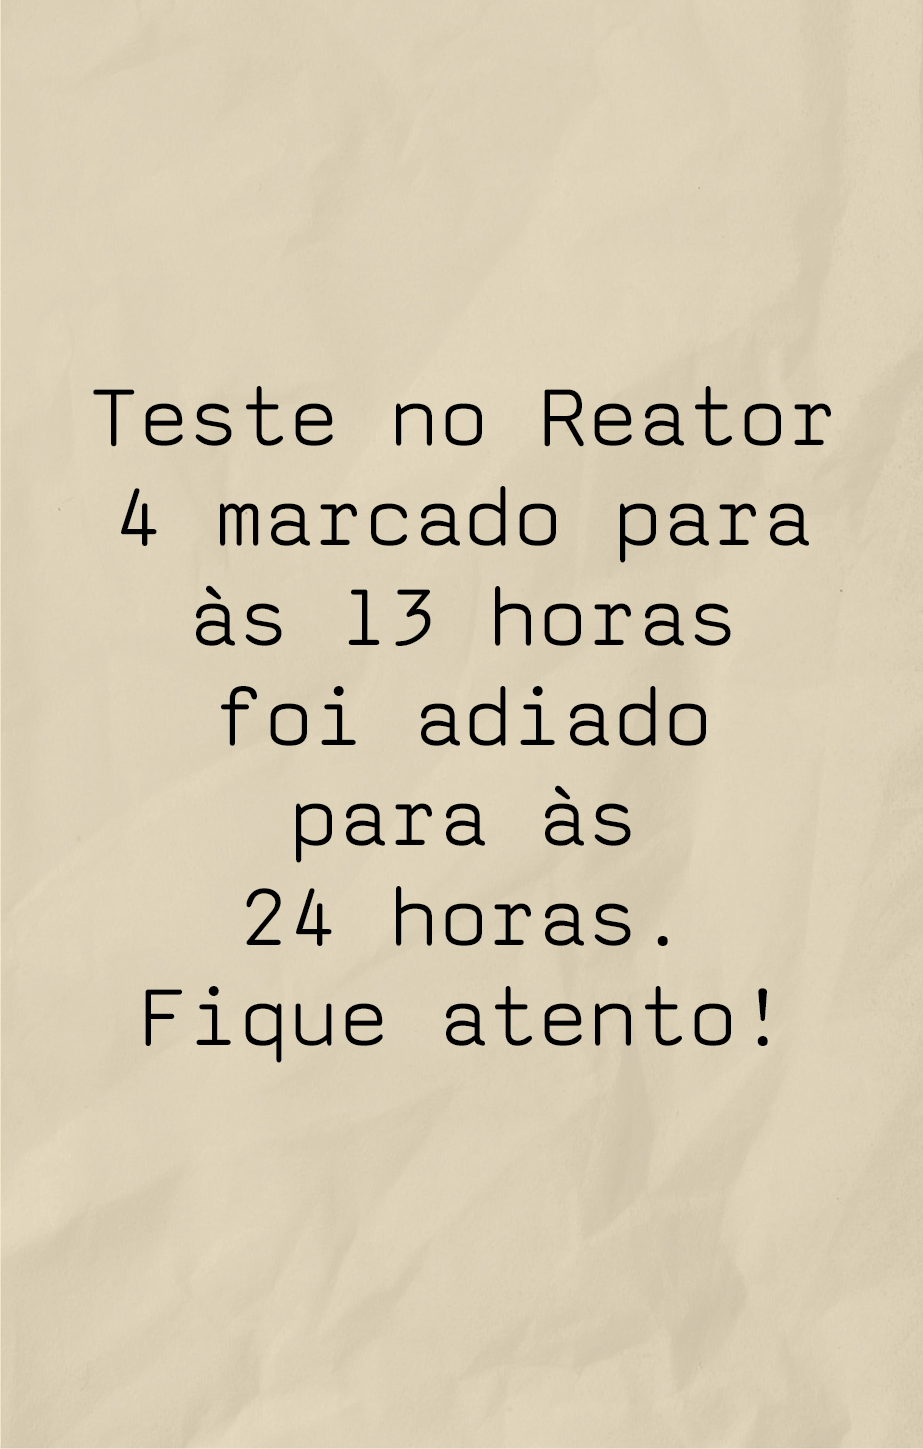 Teste no Reator
4 marcado para
às 13 horas
foi adiado
para às
24 horas.
Fique atento!